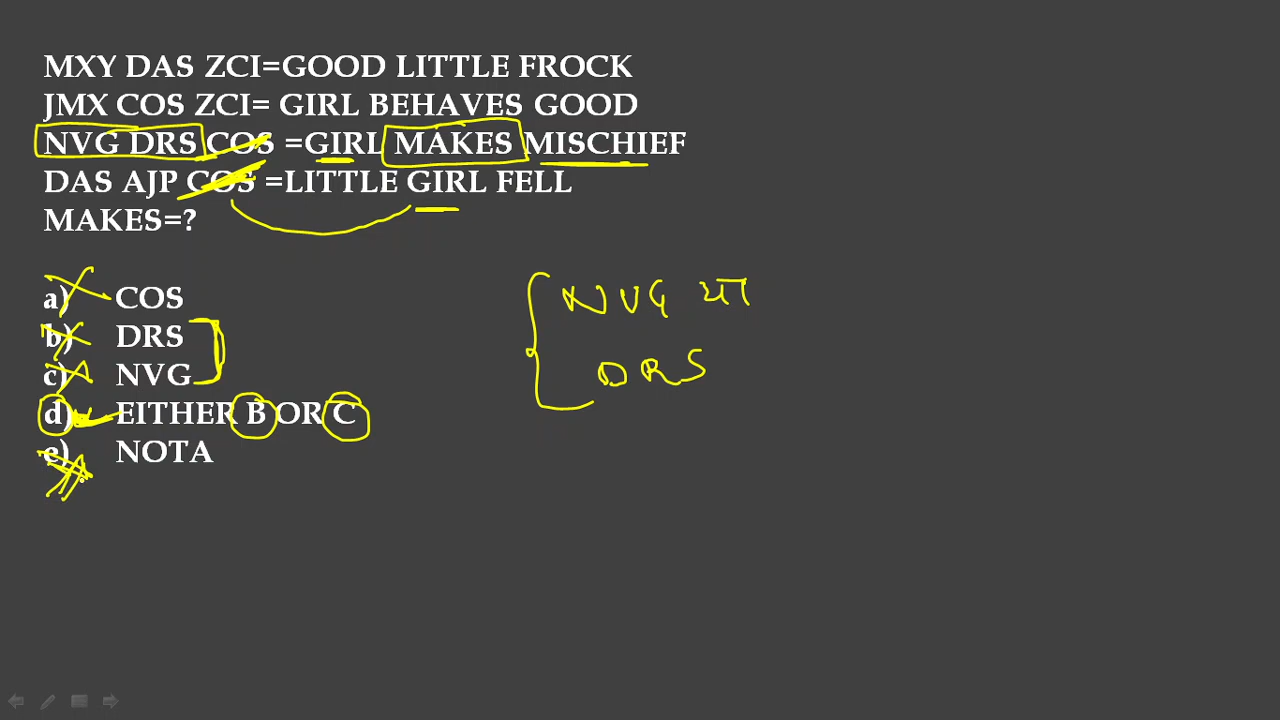 MXY DAS ZCI=GOOD LITTLE FROCK
JMX COS ZCI= GIRL BEHAVES GOOD
NVG DRS COS =GIRL MAKES MISCHIEF
DAS AJP COS =LITTLE GIRL FELL
MAKES=?
a) COS
b) DRS
c) NVG
d) EITHER B OR C
e) NOTA
NVG या
DRS